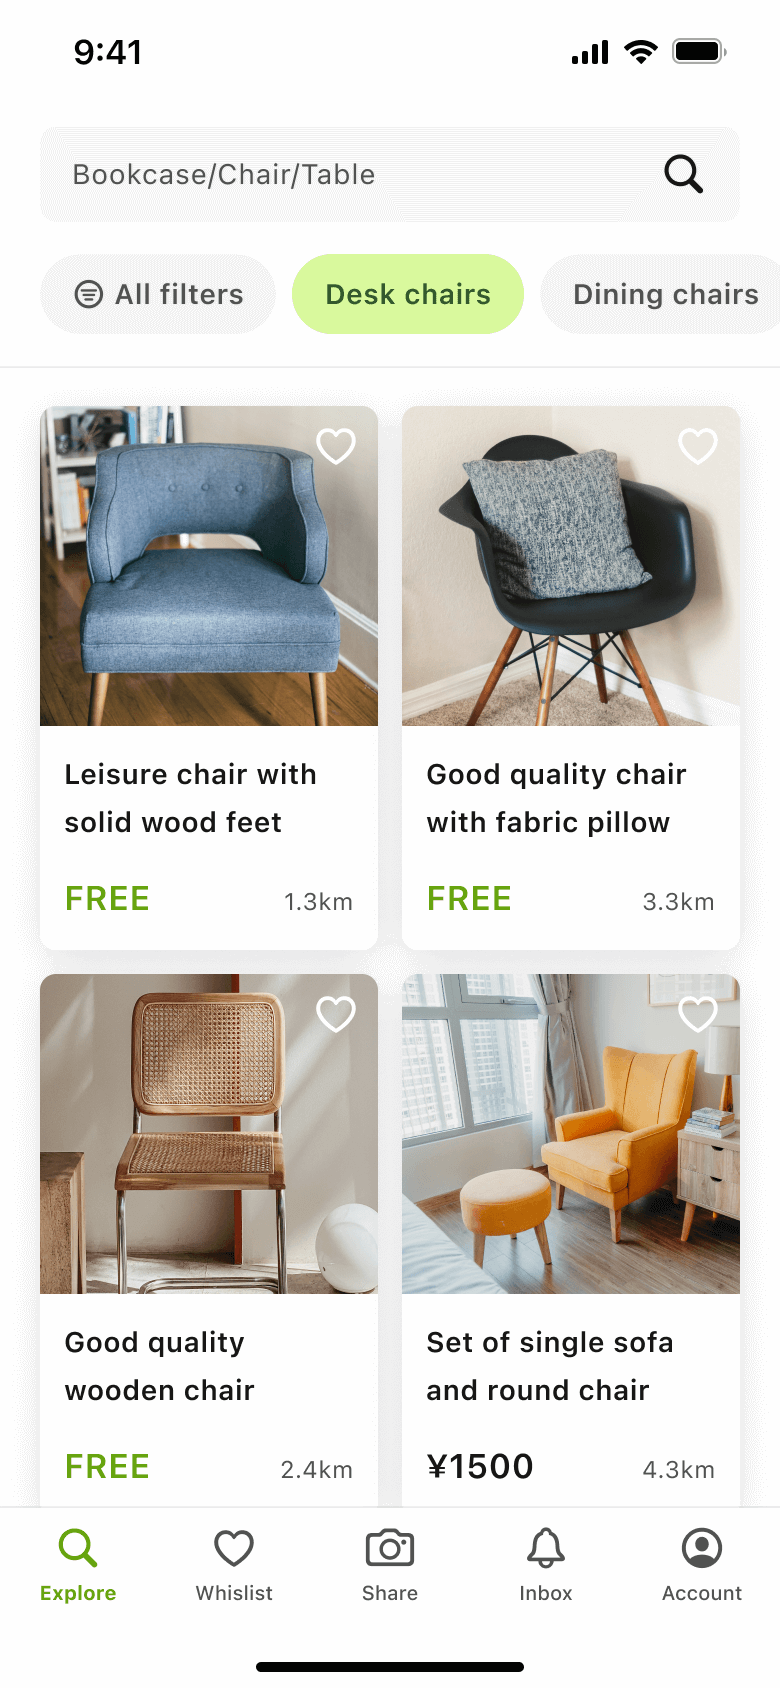 9:41
Bookcase/Chair/Table
All filters
Desk chairs
Dining chairs
Leisure chair with
solid wood feet
FREE
1.3km
Good quality chair
with fabric pillow
FREE
3.3km
Good quality
wooden chair
FREE
2.4km
Set of single sofa
and round chair
¥1500
4.3km
Explore
Whislist
Share
Inbox
Account